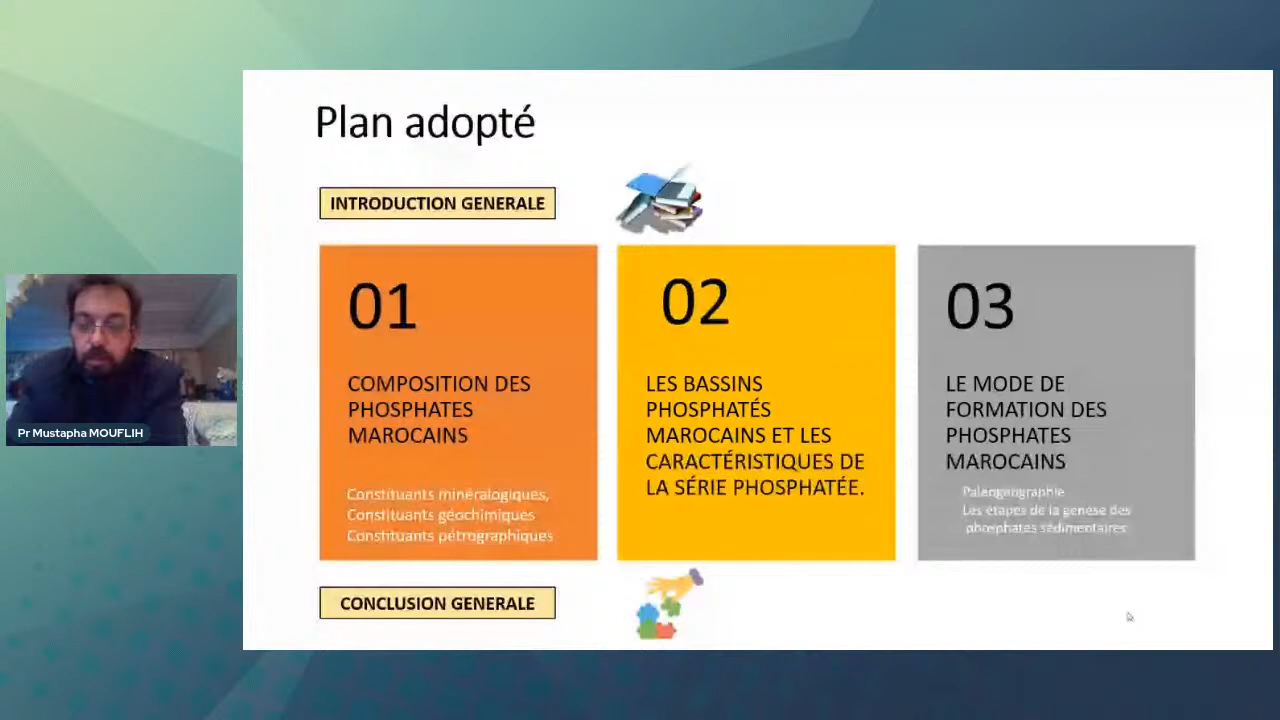 Plan adopté
INTRODUCTION GENERALE
01
COMPOSITION DES
PHOSPHATES
MAROCAINS
Constituants minéralogiques,
Constituants géochimiques
Constituants pétrographiques
02
LES BASSINS
PHOSPHATÉS
MAROCAINS ET LES
CARACTÉRISTIQUES DE
LA SÉRIE PHOSPHATÉE.
03
LE MODE DE
FORMATION DES
PHOSPHATES
MAROCAINS
Paléogéographie
Les étapes de la genèse des
phosphates sédimentaires
CONCLUSION GENERALE
Pr Mustapha MOUFLIH